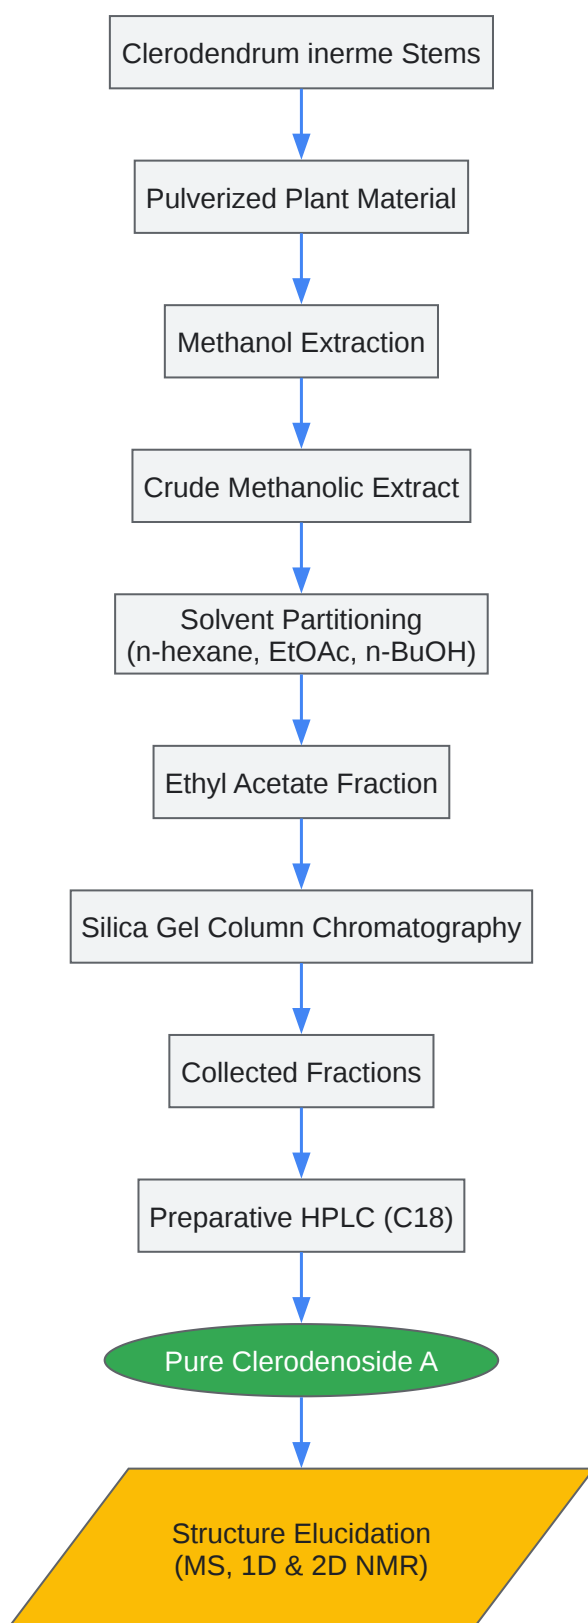 Clerodendrum inerme Stems
Pulverized Plant Material
Methanol Extraction
Crude Methanolic Extract
Solvent Partitioning
(n-hexane, EtOAc, n-BuOH)
Ethyl Acetate Fraction
Silica Gel Column Chromatography
Collected Fractions
Preparative HPLC (C18)
Pure Clerodenoside A
Structure Elucidation
(MS, 1D & 2D NMR)